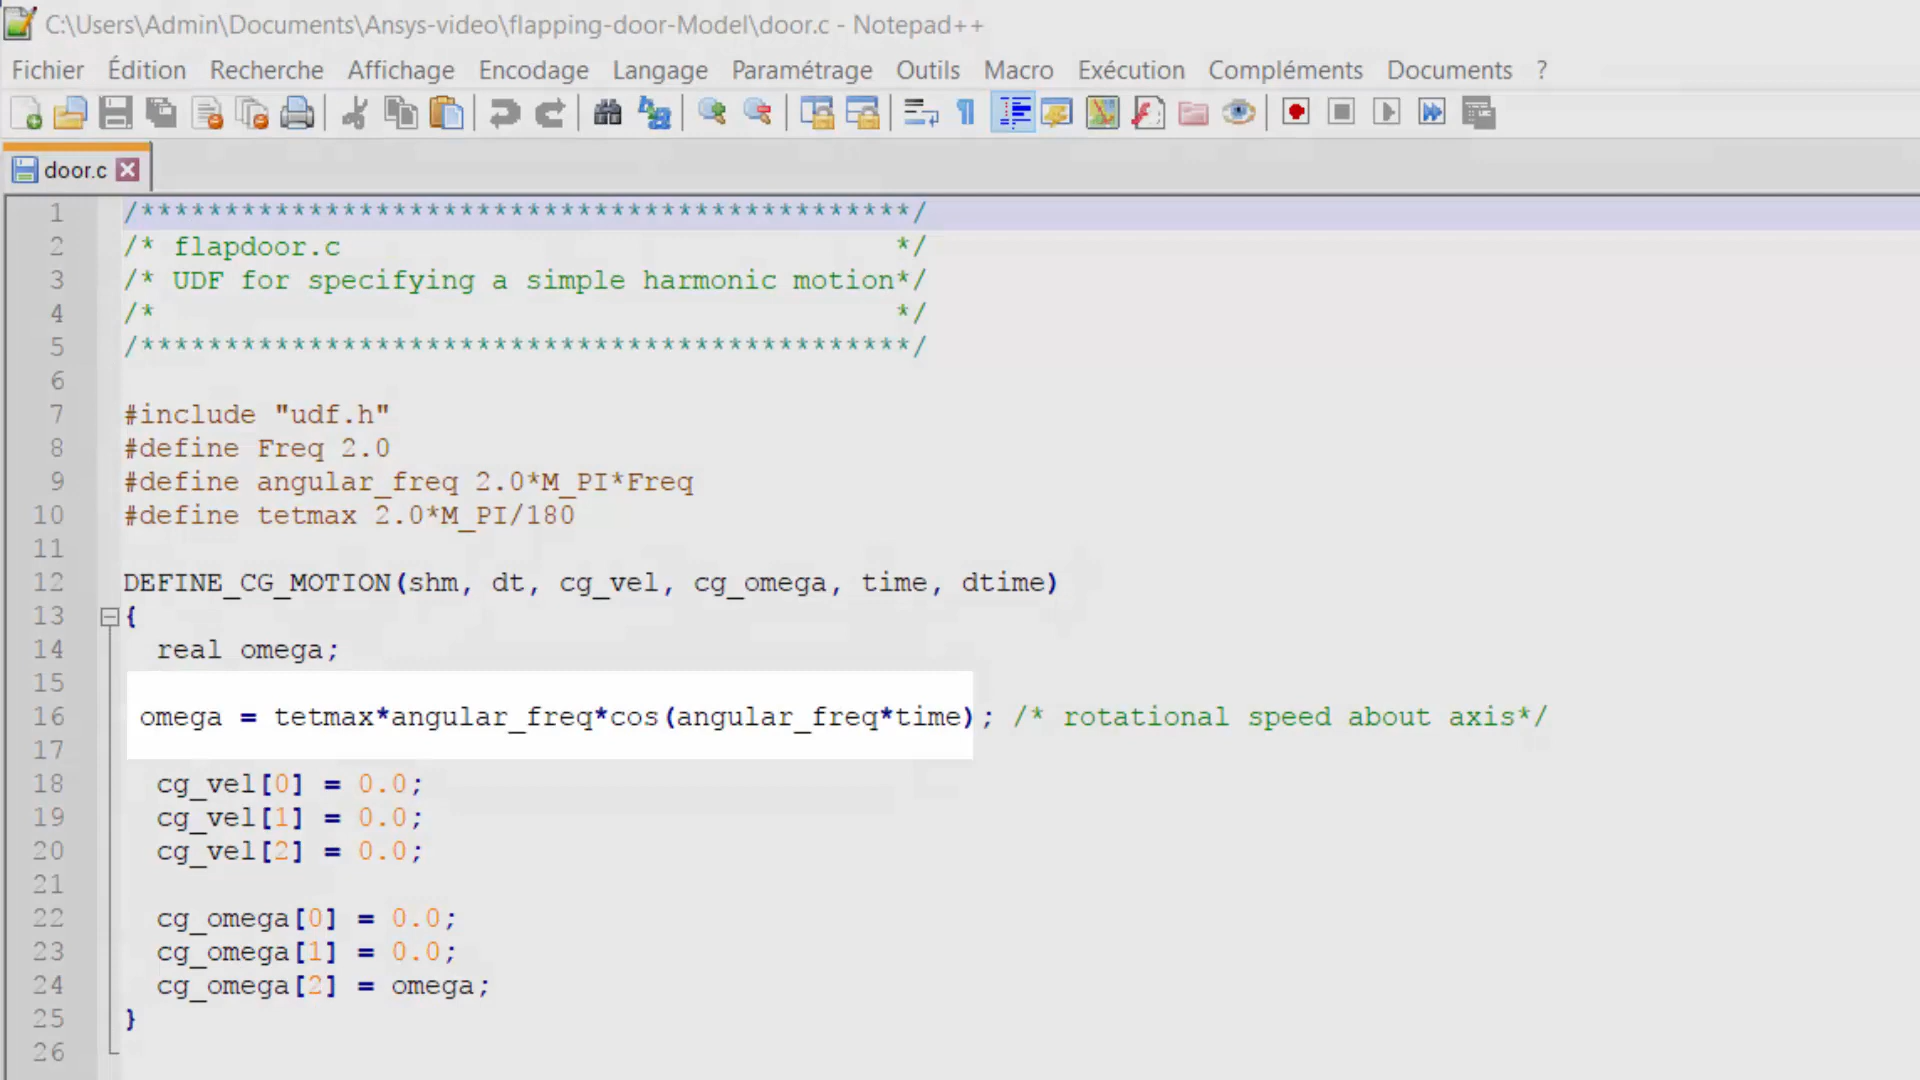 C:\Users\Admin\Documents\Ansys-video\flapping-door-Model\door.c - Notepad++
Fichier Édition Recherche Affichage Encodage Langage Paramétrage Outils Macro Exécution Compléments Documents ?
door.c
1 /**********************************************/
2 /* flapdoor.c */
3 /* UDF for specifying a simple harmonic motion*/
4 /* */
5 /**********************************************/
6
7 #include "udf.h"
8 #define Freq 2.0
9 #define angular_freq 2.0*M_PI*Freq
10 #define tetmax 2.0*M_PI/180
11
12 DEFINE_CG_MOTION(shm, dt, cg_vel, cg_omega, time, dtime)
13 {
14 real omega;
15
16 omega = tetmax*angular_freq*cos(angular_freq*time); /* rotational speed about axis*/
17
18 cg_vel[0] = 0.0;
19 cg_vel[1] = 0.0;
20 cg_vel[2] = 0.0;
21
22 cg_omega[0] = 0.0;
23 cg_omega[1] = 0.0;
24 cg_omega[2] = omega;
25 }
26